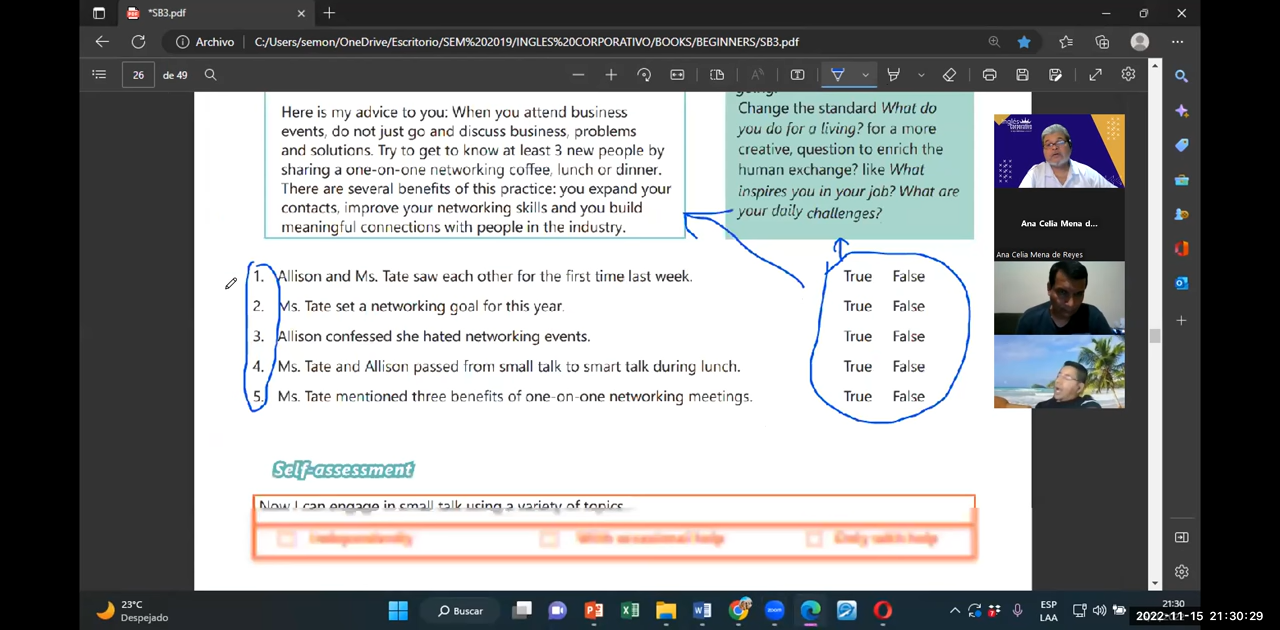 *SB3.pdf
Archivo
C:/Users/semon/OneDrive/Escritorio/SEM%202019/INGLES%20CORPORATIVO/BOOKS/BEGINNERS/SB3.pdf
26
de 49
Here is my advice to you: When you attend business
events, do not just go and discuss business, problems
and solutions. Try to get to know at least 3 new people by
sharing a one-on-one networking coffee, lunch or dinner.
There are several benefits of this practice: you expand your
contacts, improve your networking skills and you build
meaningful connections with people in the industry.
going.
Change the standard What do
you do for a living? for a more
creative, question to enrich the
human exchange? like What
inspires you in your job? What are
your daily challenges?
Ana Celia Mena d...
Ana Celia Mena de Reyes
1. Allison and Ms. Tate saw each other for the first time last week. True False
2. Ms. Tate set a networking goal for this year. True False
3. Allison confessed she hated networking events. True False
4. Ms. Tate and Allison passed from small talk to smart talk during lunch. True False
5. Ms. Tate mentioned three benefits of one-on-one networking meetings. True False
Self-assessment
Now I can engage in small talk using a variety of topics
Independently With occasional help Only with help
23°C
Despejado
Buscar
ESP
LAA
21:30
2022-11-15 21:30:29